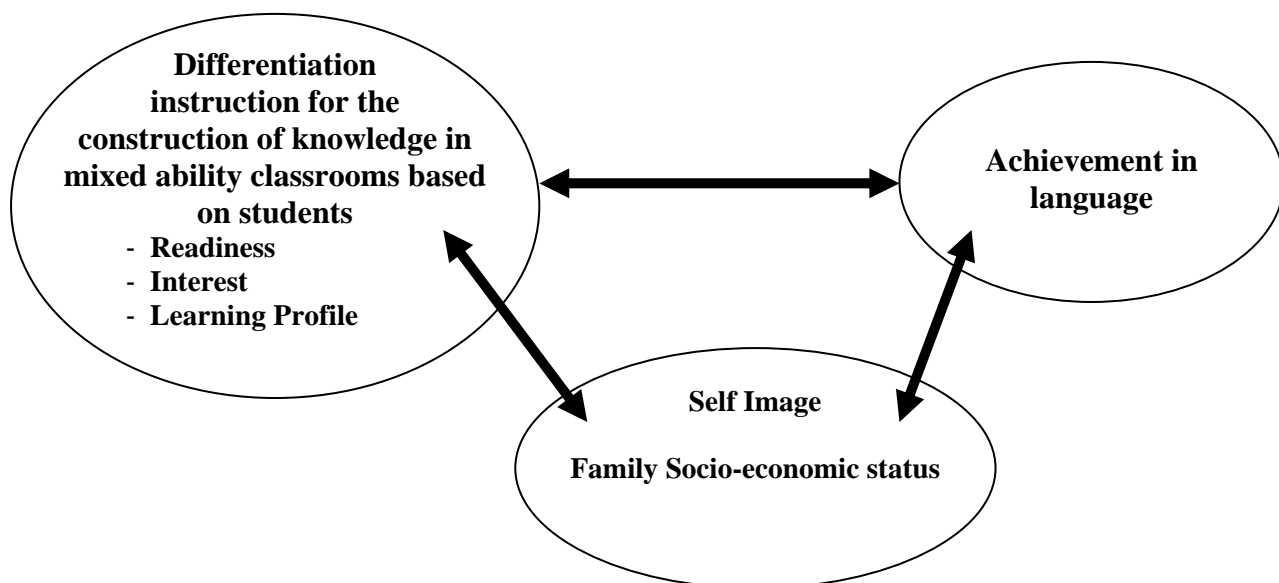 Differentiation
instruction for the
construction of knowledge in
mixed ability classrooms based
on students
- Readiness
- Interest
- Learning Profile
Achievement in
language
Self Image
Family Socio-economic status